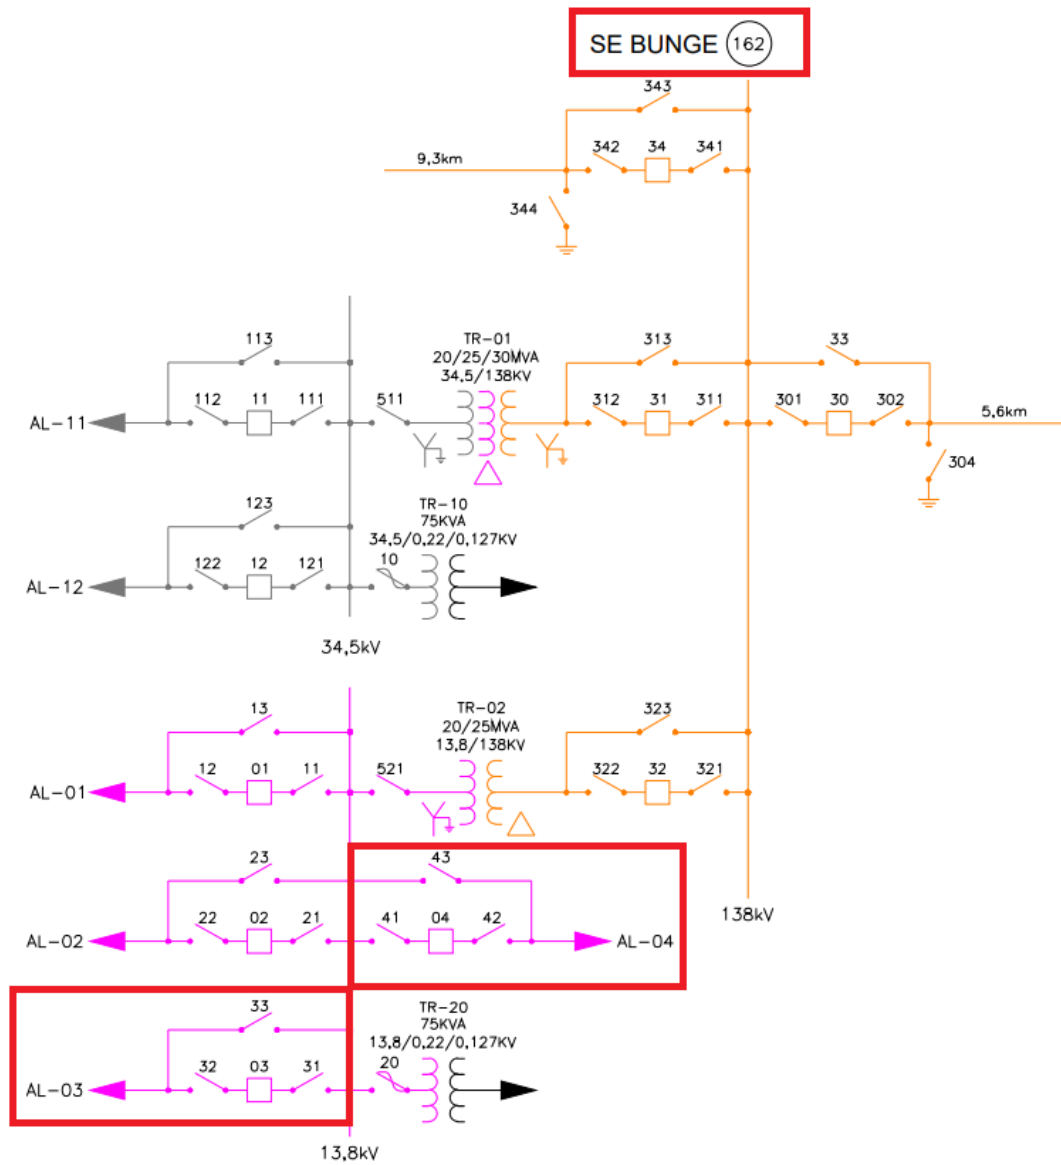 SE BUNGE 162
343
342 34 341
9,3km
344
113
TR-01
20/25/30MVA
34,5/138KV
313
33
AL-11
112 11 111
511
312 31 311
301 30 302
5,6km
304
123
TR-10
75KVA
34,5/0,22/0,127KV
AL-12
122 12 121
10
34,5kV
13
TR-02
20/25MVA
13,8/138KV
323
AL-01
12 01 11
521
322 32 321
23
43
AL-02
22 02 21
41 04 42
AL-04
138kV
33
TR-20
75KVA
13,8/0,22/0,127KV
AL-03
32 03 31
20
13,8kV